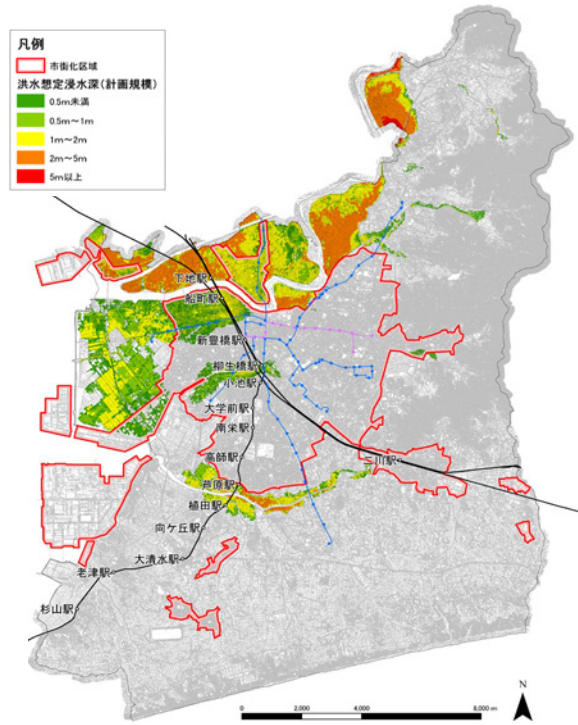 凡例
市街化区域
洪水想定浸水深(計画規模)
0.5m未満
0.5m～1m
1m～2m
2m～5m
5m以上
下地駅
船町駅
新豊橋駅
柳生橋駅
小池駅
大学前駅
南栄駅
高師駅
二川駅
芦原駅
植田駅
向ケ丘駅
大清水駅
老津駅
杉山駅
N
0 2,000 4,000 8,000 m